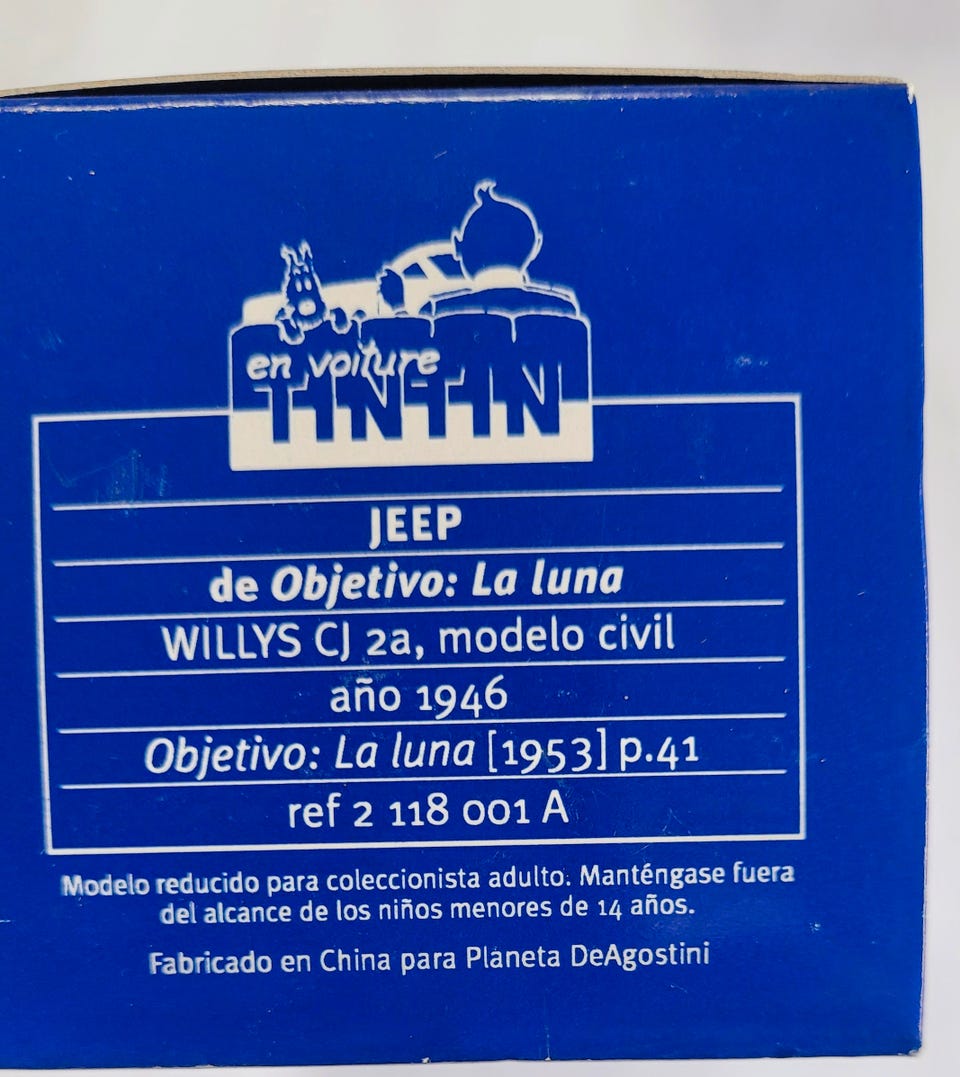 en voiture
TINTIN
JEEP
de Objetivo: La luna
WILLYS CJ 2a, modelo civil
año 1946
Objetivo: La luna [1953] p.41
ref 2 118 001 A
Modelo reducido para coleccionista adulto. Manténgase fuera
del alcance de los niños menores de 14 años.
Fabricado en China para Planeta DeAgostini